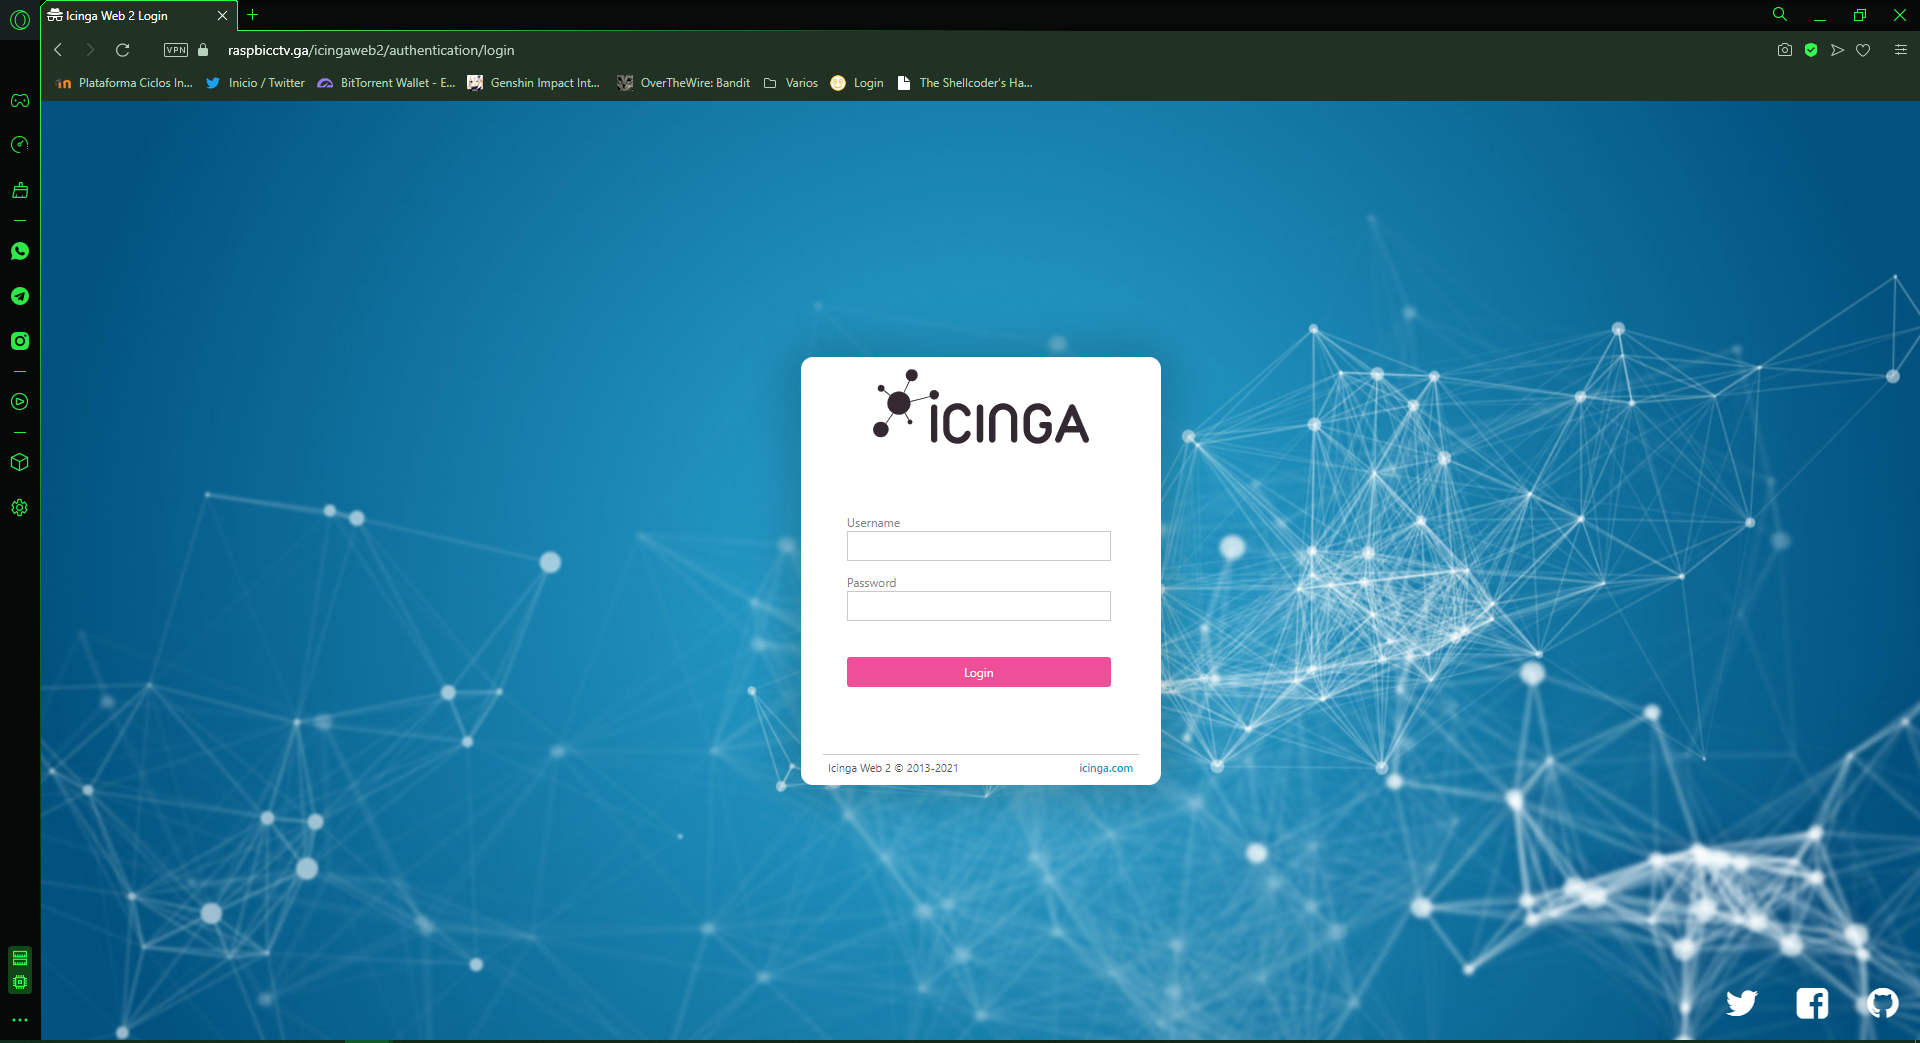 Icinga Web 2 Login
VPN
raspbicctv.ga/icingaweb2/authentication/login
Plataforma Ciclos In...
Inicio / Twitter
BitTorrent Wallet - E...
Genshin Impact Int...
OverTheWire: Bandit
Varios
Login
The Shellcoder's Ha...
ICINGA
Username
Password
Login
Icinga Web 2 © 2013-2021
icinga.com